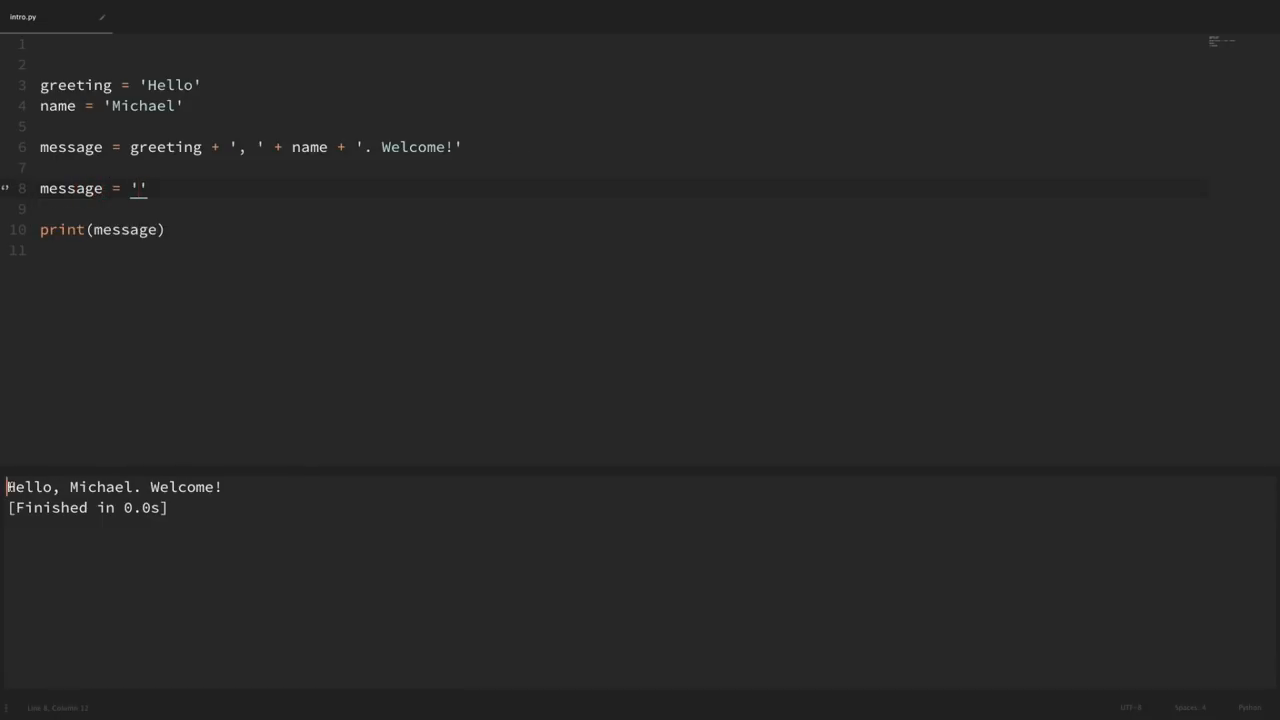 intro.py
1
2
3 greeting = 'Hello'
4 name = 'Michael'
5
6 message = greeting + ', ' + name + '. Welcome!'
7
8 message = ''
9
10 print(message)
11
Hello, Michael. Welcome!
[Finished in 0.0s]
Line 8, Column 12 UTF-8 Spaces: 4 Python